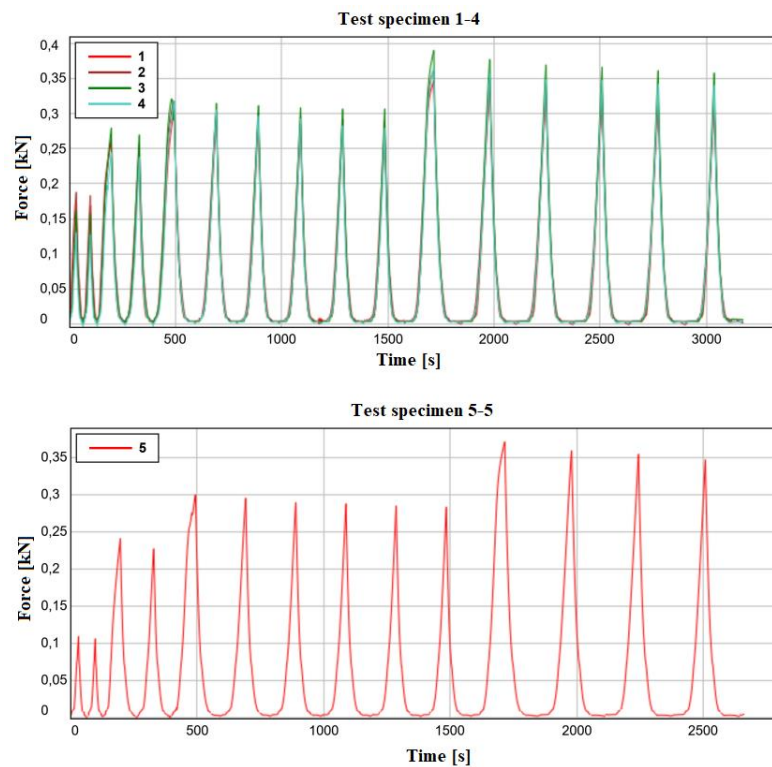 Test specimen 1-4
0,4
0,35
0,3
0,25
0,2
0,15
0,1
0,05
0
Force [kN]
1
2
3
4
0 500 1000 1500 2000 2500 3000
Time [s]
Test specimen 5-5
0,35
0,3
0,25
0,2
0,15
0,1
0,05
0
Force [kN]
5
0 500 1000 1500 2000 2500
Time [s]